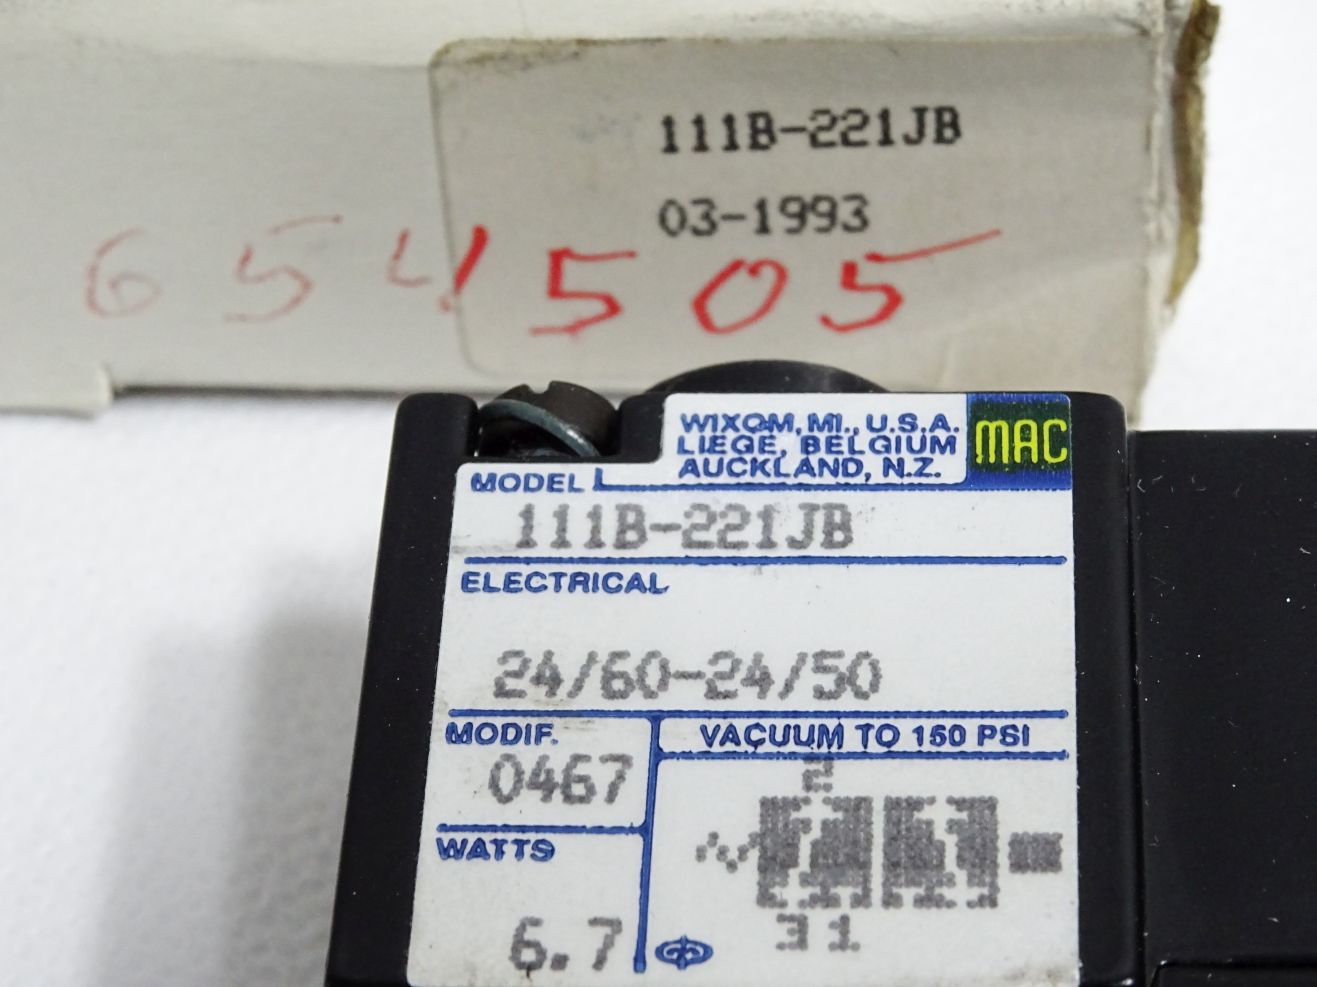 111B-221JB
03-1993
654505
WIXOM, MI., U.S.A.
LIEGE, BELGIUM
AUCKLAND, N.Z.
MAC
MODEL
111B-221JB
ELECTRICAL
24/60-24/50
MODIF.
0467
VACUUM TO 150 PSI
2
WATTS
6.7
31